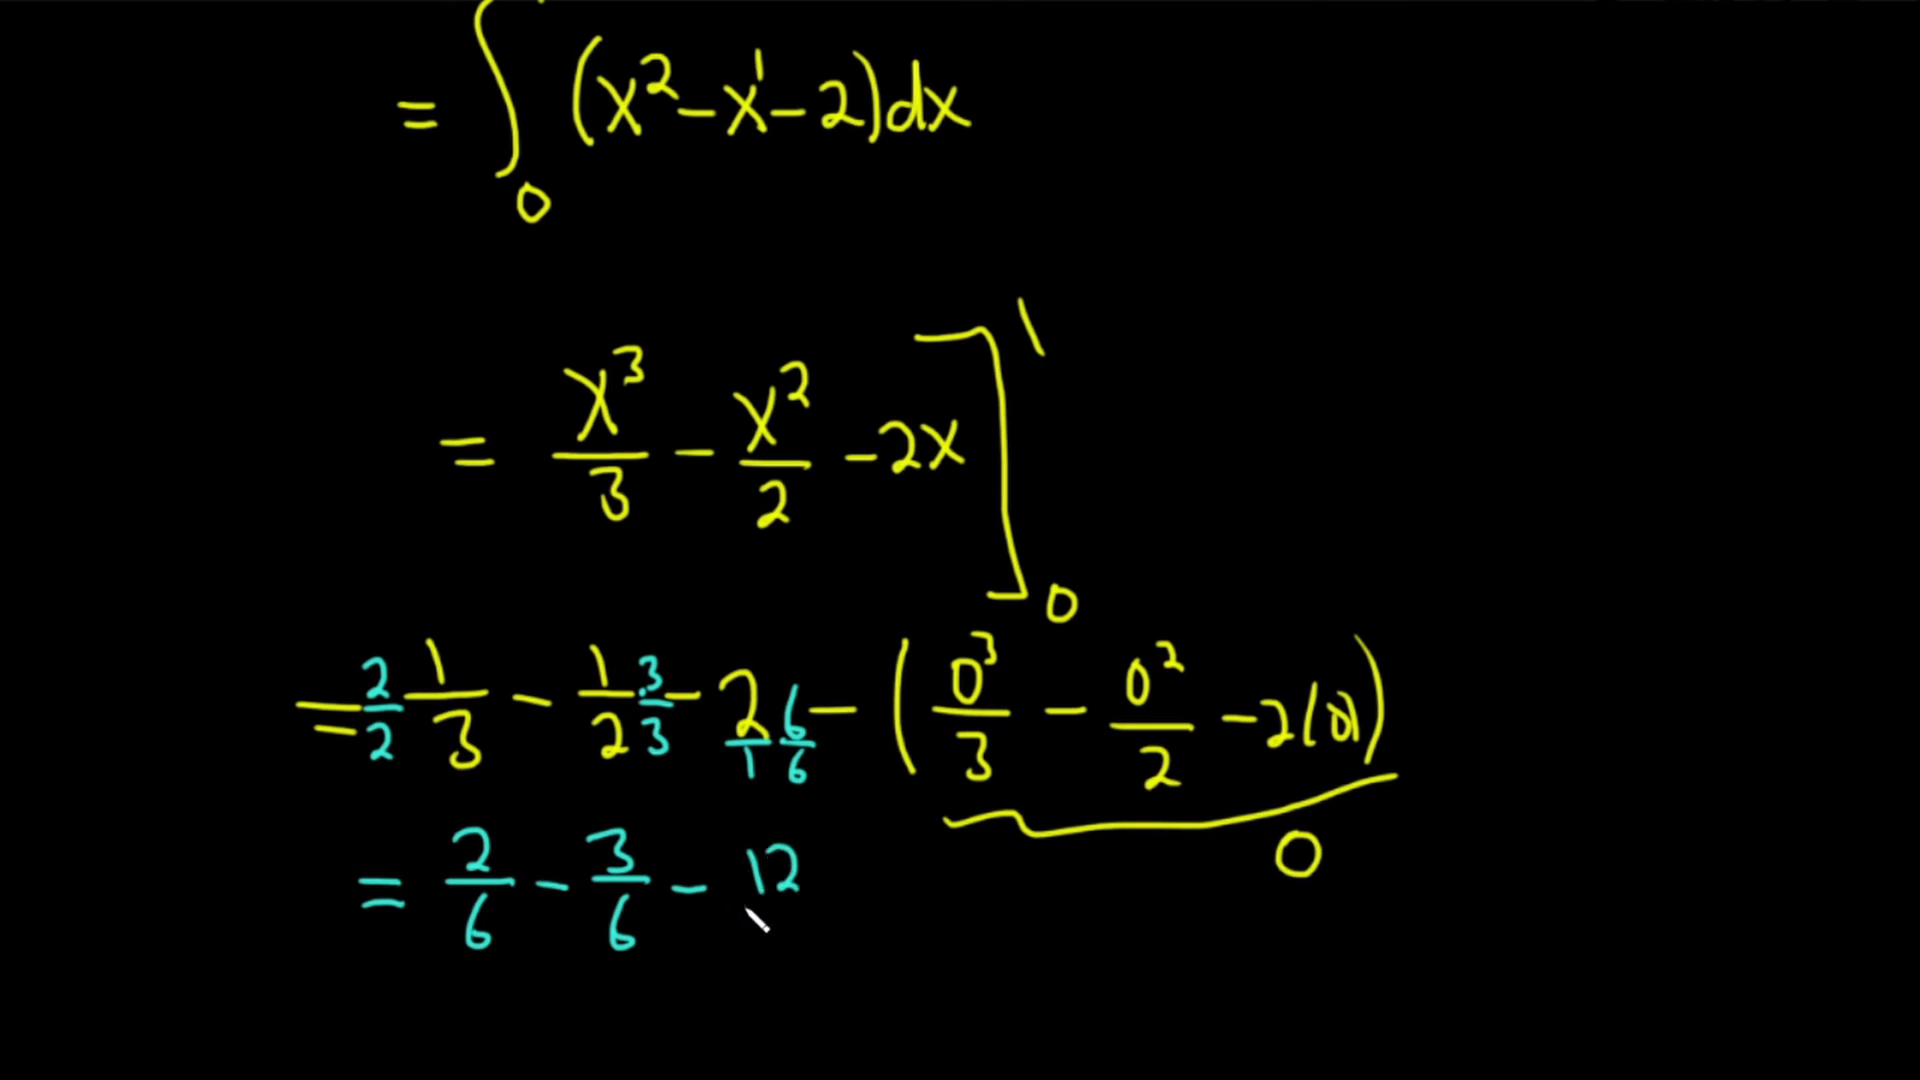 = ∫₀ (x² - x¹ - 2)dx
= x³/3 - x²/2 - 2x ]₀¹
= 2/2 1/3 - 1/2 · 3/3 - 2/1 · 6/6 - (0³/3 - 0²/2 - 2(0))
0
= 2/6 - 3/6 - 12